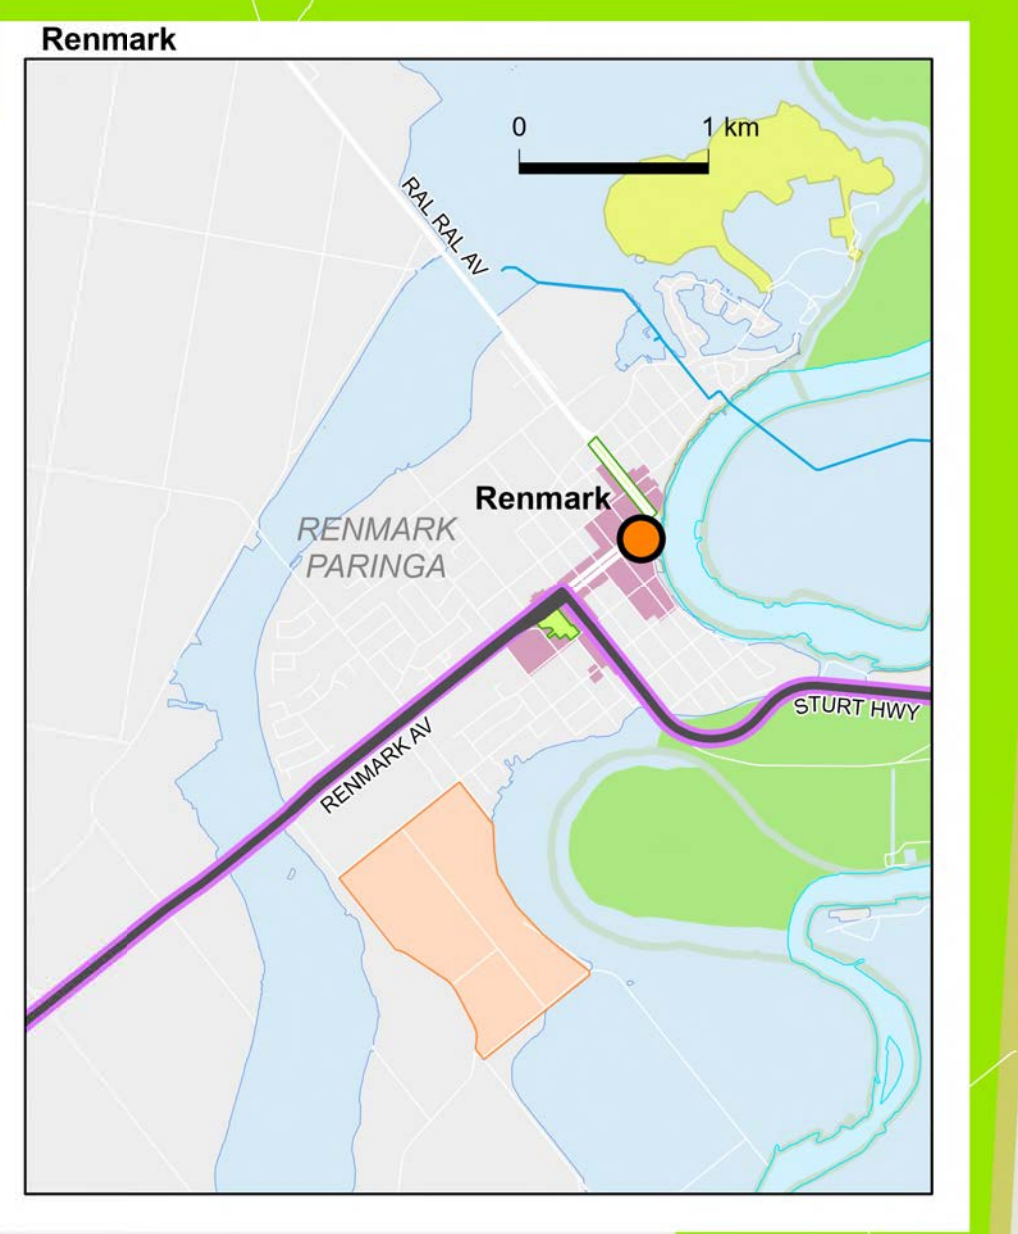 Renmark
0 1 km
RAL RAL AV
Renmark
RENMARK
PARINGA
STURT HWY
RENMARK AV